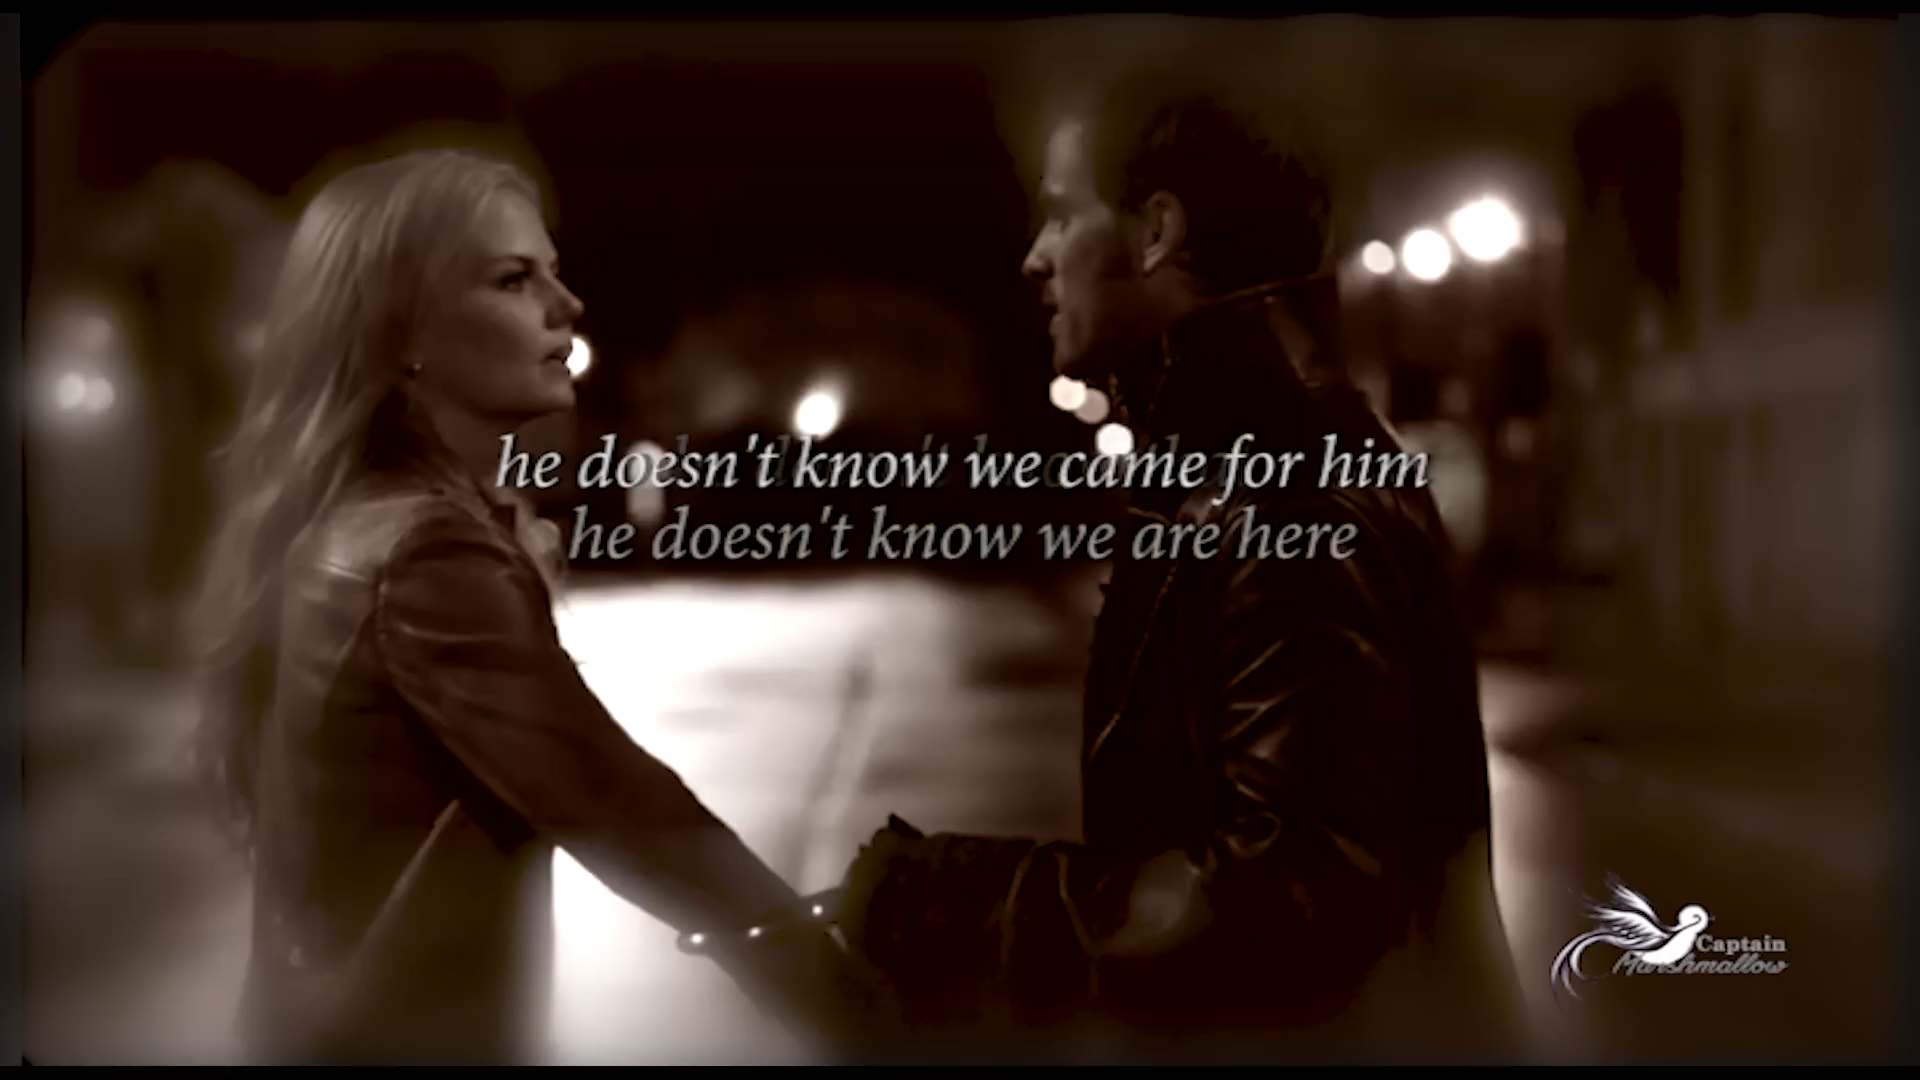 he doesn't know we came for him
he doesn't know we are here
Captain
Marshmallow